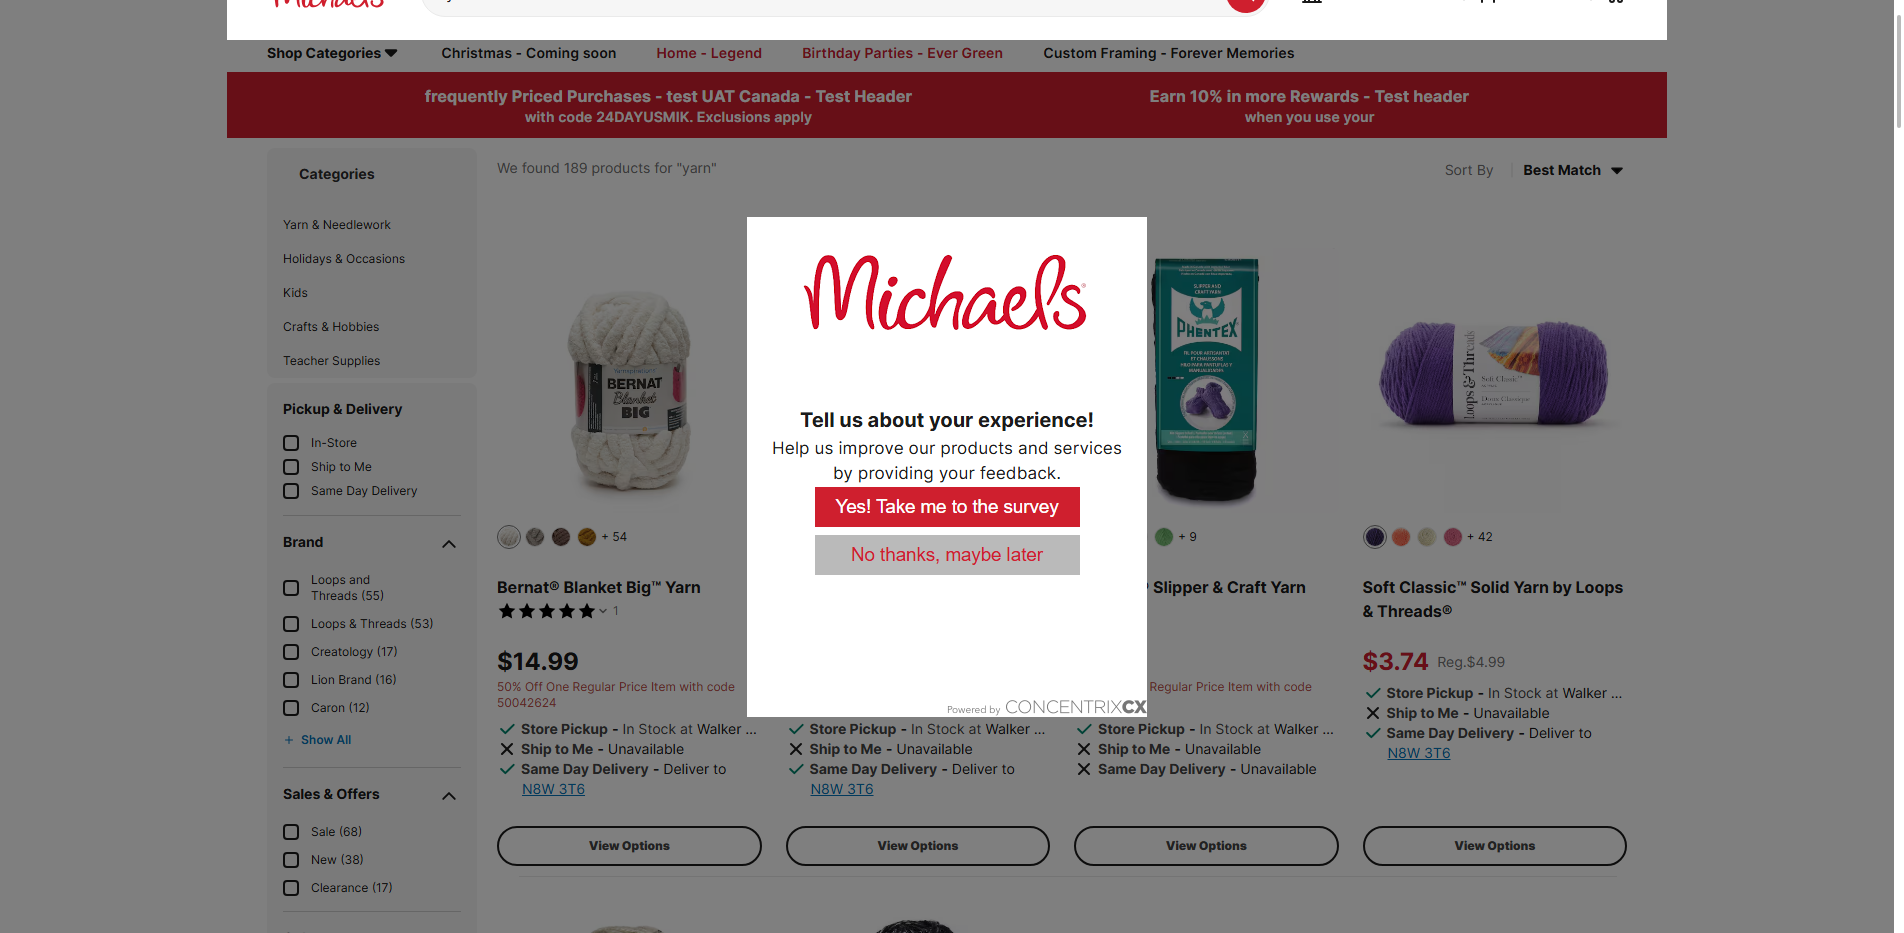 Michaels
Shop Categories
Christmas - Coming soon
Home - Legend
Birthday Parties - Ever Green
Custom Framing - Forever Memories
frequently Priced Purchases - test UAT Canada - Test Header
with code 24DAYUSMIK. Exclusions apply
Earn 10% in more Rewards - Test header
when you use your
Categories
Yarn & Needlework
Holidays & Occasions
Kids
Crafts & Hobbies
Teacher Supplies
Pickup & Delivery
In-Store
Ship to Me
Same Day Delivery
Brand
Loops and
Threads (55)
Loops & Threads (53)
Creatology (17)
Lion Brand (16)
Caron (12)
+ Show All
Sales & Offers
Sale (68)
New (38)
Clearance (17)
We found 189 products for "yarn"
Sort By
Best Match
Michaels
Tell us about your experience!
Help us improve our products and services
by providing your feedback.
Yes! Take me to the survey
No thanks, maybe later
Powered by CONCENTRIXCX
BERNAT
Blanket
BIG
+ 54
Bernat® Blanket Big™ Yarn
1
$14.99
50% Off One Regular Price Item with code
50042624
Store Pickup - In Stock at Walker ...
Ship to Me - Unavailable
Same Day Delivery - Deliver to
N8W 3T6
View Options
Store Pickup - In Stock at Walker ...
Ship to Me - Unavailable
Same Day Delivery - Deliver to
N8W 3T6
View Options
SLIPPER AND
CRAFT YARN
PHENTEX
+ 9
Slipper & Craft Yarn
Regular Price Item with code
Store Pickup - In Stock at Walker ...
Ship to Me - Unavailable
Same Day Delivery - Unavailable
View Options
Loops & Threads
Soft Classic™
+ 42
Soft Classic™ Solid Yarn by Loops
& Threads®
$3.74 Reg.$4.99
Store Pickup - In Stock at Walker ...
Ship to Me - Unavailable
Same Day Delivery - Deliver to
N8W 3T6
View Options